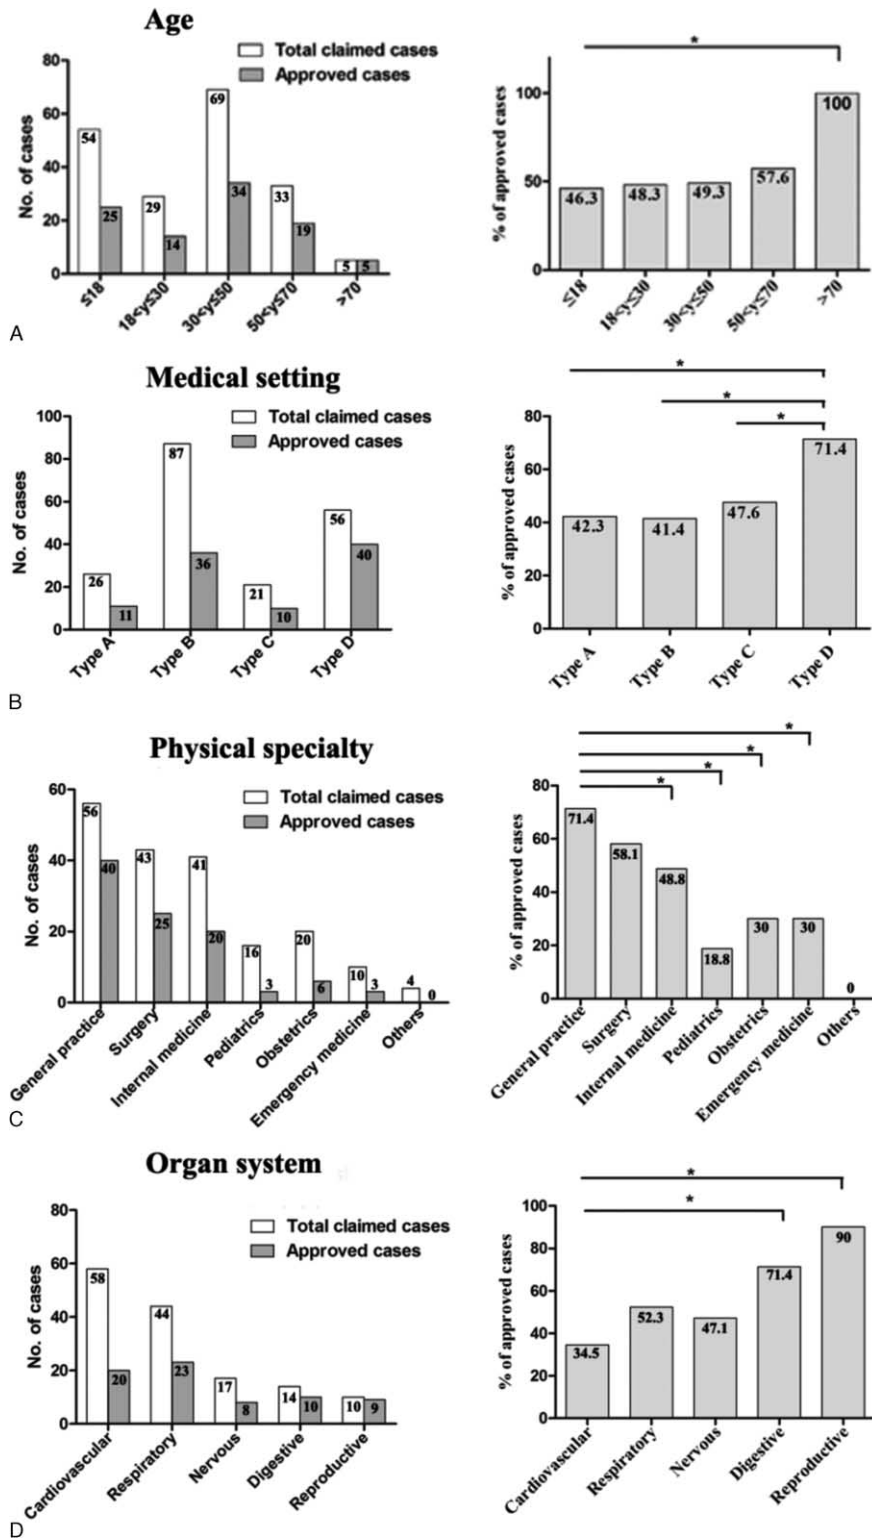 Age
Total claimed cases
Approved cases
No. of cases
80
60
40
20
0
54
25
29
14
69
34
33
19
5
5
≤18
18<y≤30
30<y≤50
50<y≤70
>70
*
% of approved cases
100
50
0
46.3
48.3
49.3
57.6
100
≤18
18<y≤30
30<y≤50
50<y≤70
>70
A
Medical setting
Total claimed cases
Approved cases
No. of cases
100
80
60
40
20
0
26
11
87
36
21
10
56
40
Type A
Type B
Type C
Type D
*
*
*
% of approved cases
80
60
40
20
0
42.3
41.4
47.6
71.4
Type A
Type B
Type C
Type D
B
Physical specialty
Total claimed cases
Approved cases
No. of cases
60
40
20
0
56
40
43
25
41
20
16
3
20
6
10
3
4
0
General practice
Surgery
Internal medicine
Pediatrics
Obstetrics
Emergency medicine
Others
*
*
*
*
% of approved cases
80
60
40
20
0
71.4
58.1
48.8
18.8
30
30
0
General practice
Surgery
Internal medicine
Pediatrics
Obstetrics
Emergency medicine
Others
C
Organ system
Total claimed cases
Approved cases
No. of cases
80
60
40
20
0
58
20
44
23
17
8
14
10
10
9
Cardiovascular
Respiratory
Nervous
Digestive
Reproductive
*
*
% of approved cases
100
80
60
40
20
0
34.5
52.3
47.1
71.4
90
Cardiovascular
Respiratory
Nervous
Digestive
Reproductive
D